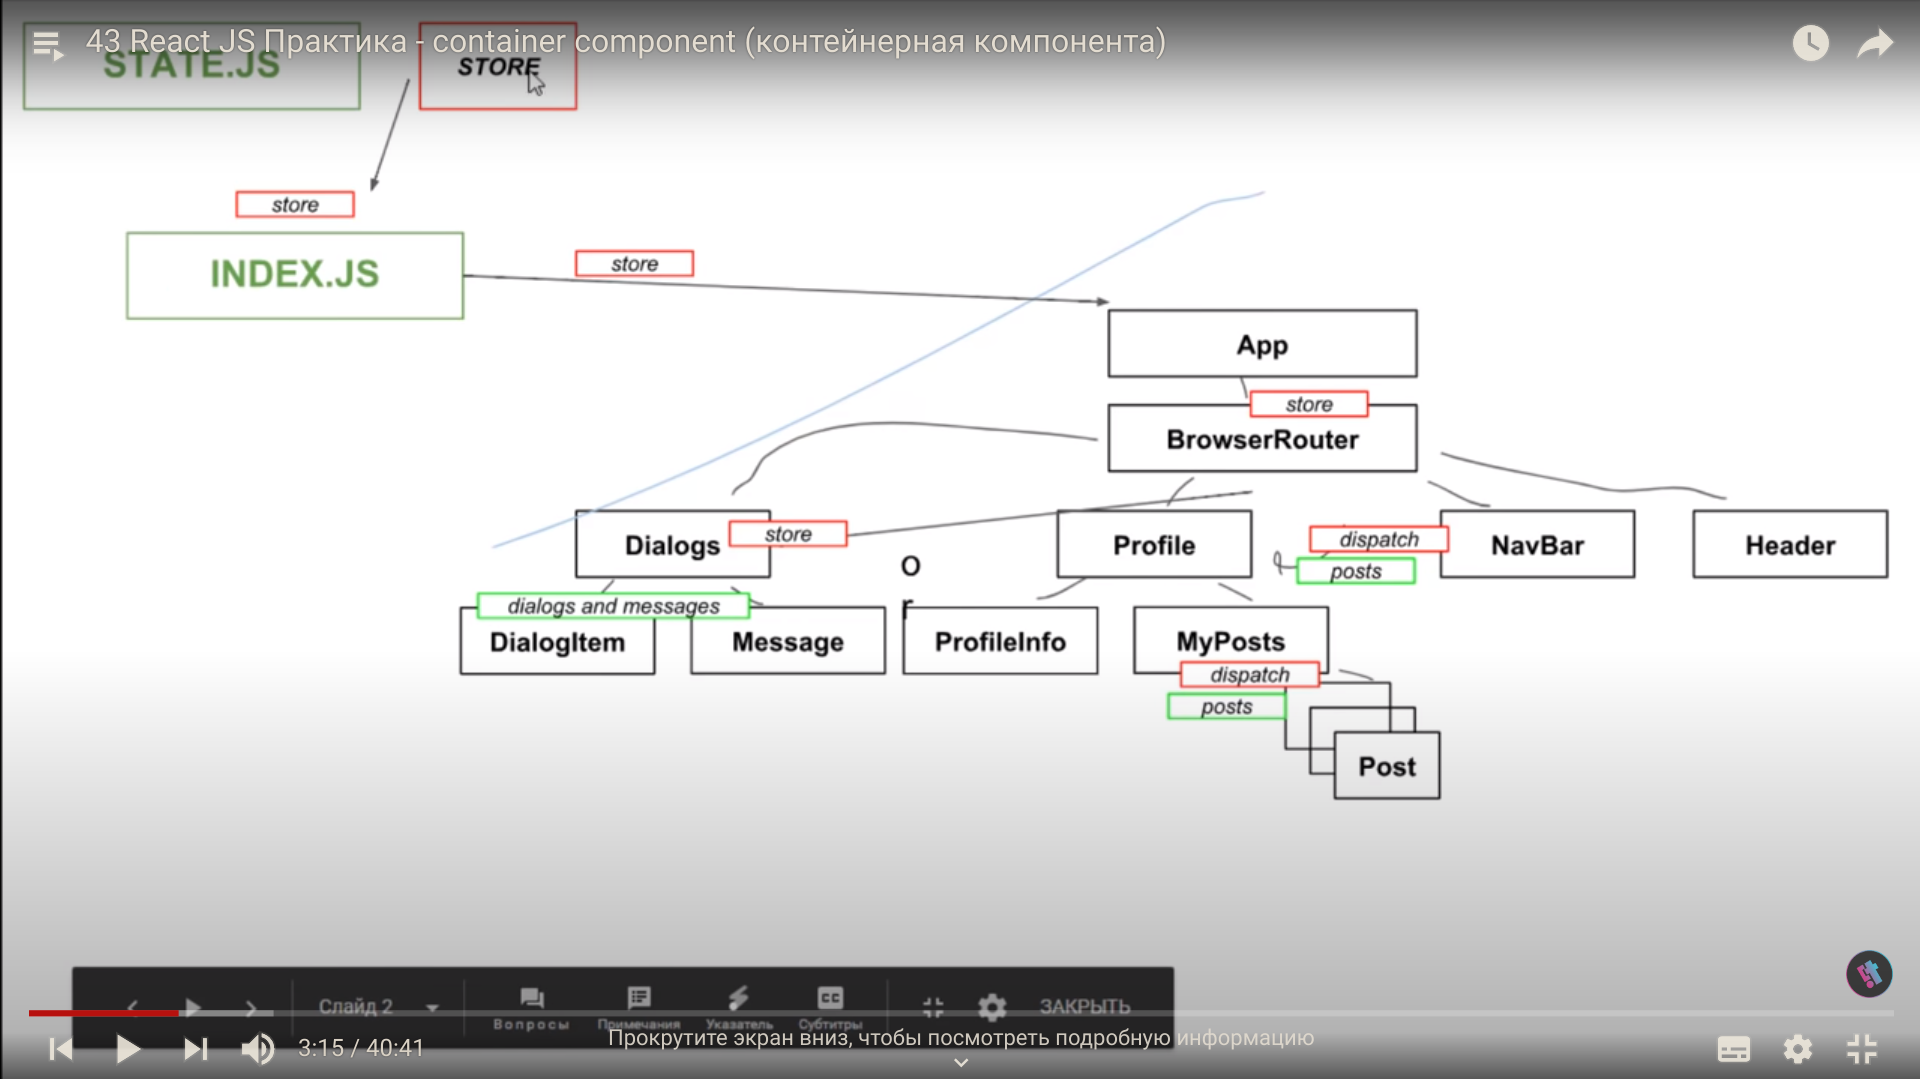 43 React JS Практика - container component (контейнерная компонента)
STATE.JS
STORE
store
INDEX.JS
store
App
store
BrowserRouter
Dialogs
store
O
r
Profile
dispatch
posts
NavBar
Header
dialogs and messages
DialogItem
Message
ProfileInfo
MyPosts
dispatch
posts
Post
Слайд 2
Вопросы
Примечания
Указатель
CC
Субтитры
ЗАКРЫТЬ
3:15 / 40:41
Прокрутите экран вниз, чтобы посмотреть подробную информацию